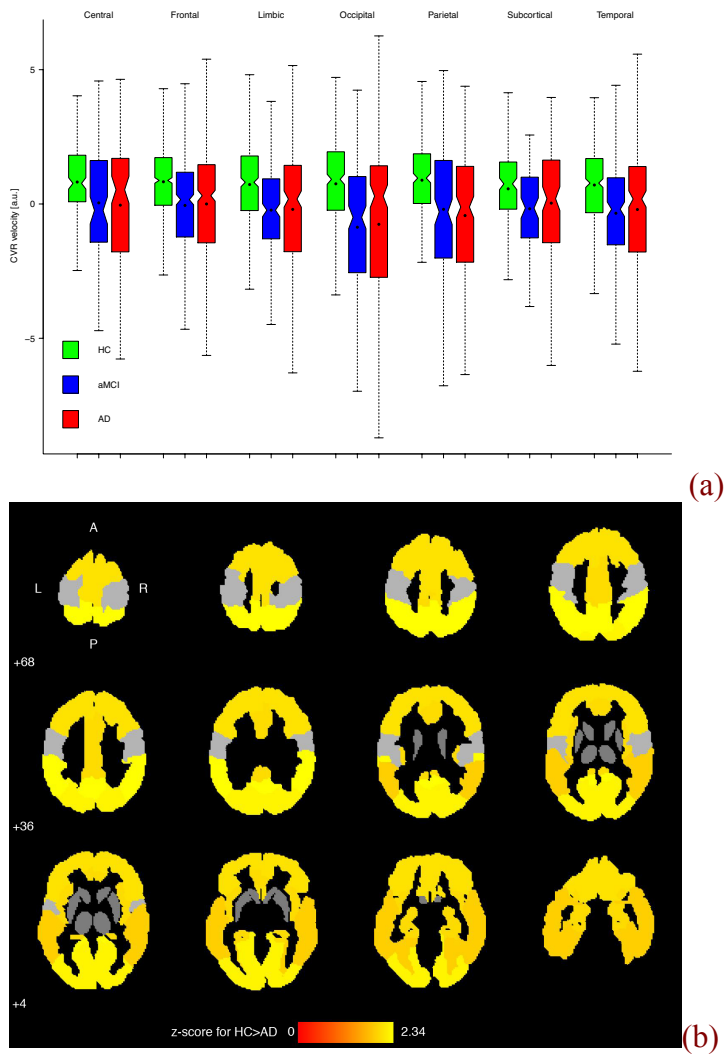 Central Frontal Limbic Occipital Parietal Subcortical Temporal
5
0
−5
CVR velocity [a.u.]
HC
aMCI
AD
(a)
A
L R
P
+68
+36
+4
z-score for HC>AD 0 2.34
(b)